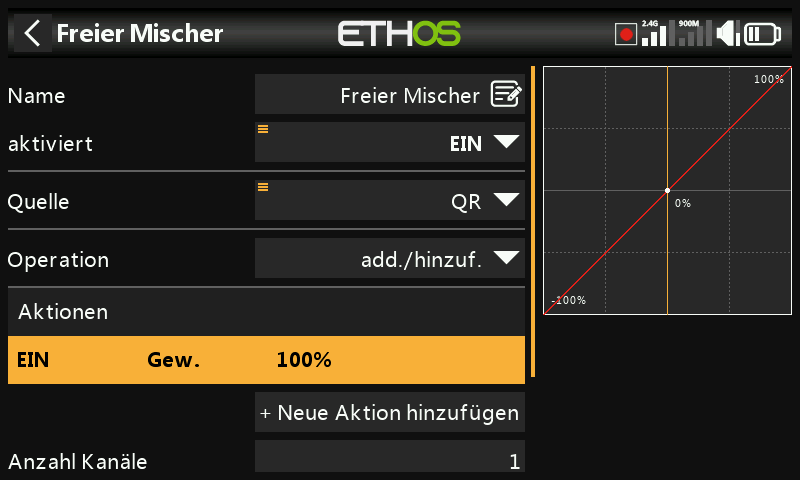 Freier Mischer
ETHOS
2.4G
900M
Name
Freier Mischer
aktiviert
EIN
Quelle
QR
Operation
add./hinzuf.
Aktionen
EIN Gew. 100%
+ Neue Aktion hinzufügen
Anzahl Kanäle
1
100%
0%
-100%